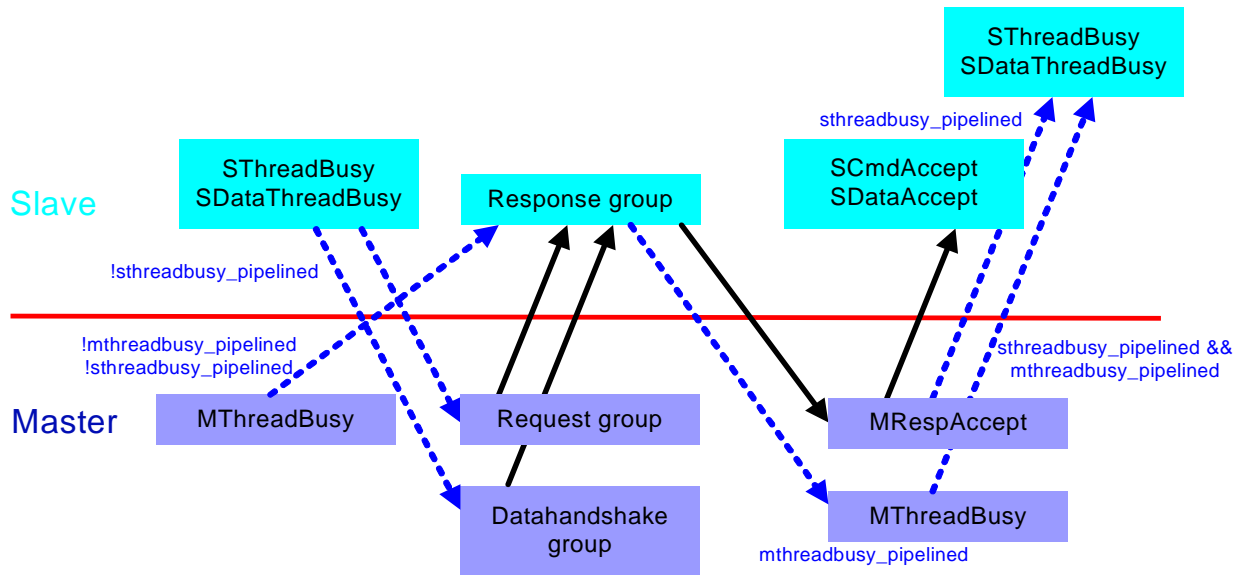 SThreadBusy
SDataThreadBusy
sthreadbusy_pipelined
SThreadBusy
SDataThreadBusy
SCmdAccept
SDataAccept
Slave
Response group
!sthreadbusy_pipelined
!mthreadbusy_pipelined
!sthreadbusy_pipelined
sthreadbusy_pipelined &&
mthreadbusy_pipelined
Master
MThreadBusy
Request group
MRespAccept
Datahandshake
group
MThreadBusy
mthreadbusy_pipelined